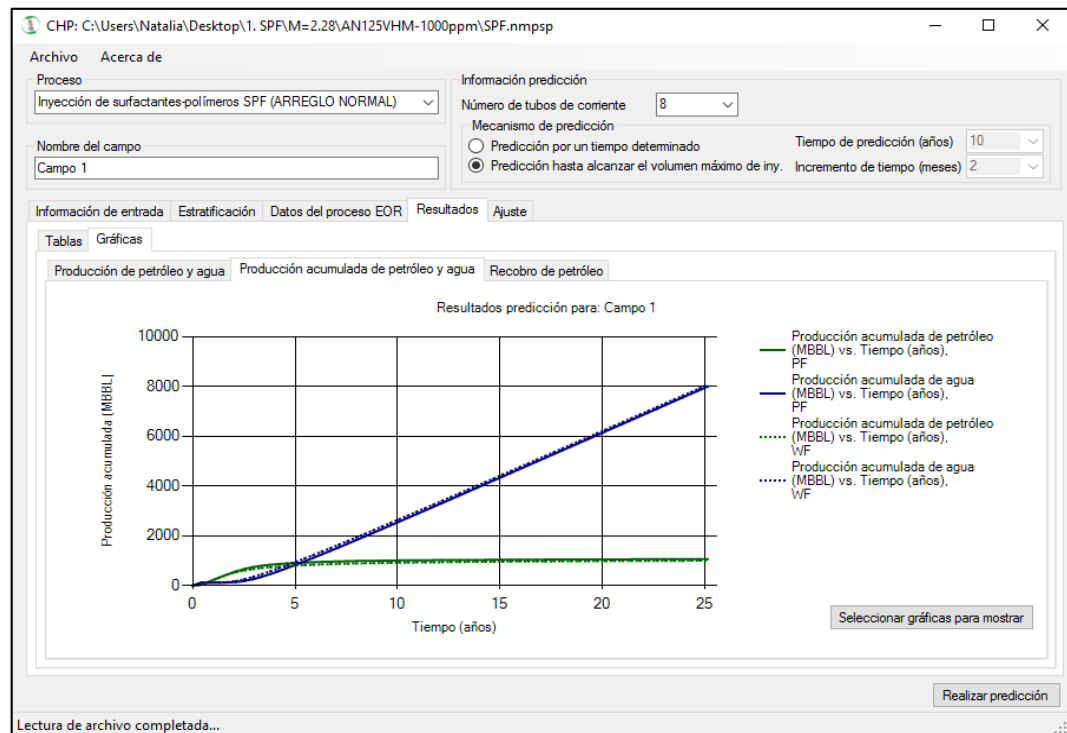 CHP: C:\Users\Natalia\Desktop\1. SPF\M=2.28\AN125VHM-1000ppm\SPF.nmpsp
Archivo Acerca de
Proceso
Inyección de surfactantes-polímeros SPF (ARREGLO NORMAL)
Nombre del campo
Campo 1
Información predicción
Número de tubos de corriente 8
Mecanismo de predicción
Predicción por un tiempo determinado
Predicción hasta alcanzar el volumen máximo de iny.
Tiempo de predicción (años) 10
Incremento de tiempo (meses) 2
Información de entrada Estratificación Datos del proceso EOR Resultados Ajuste
Tablas Gráficas
Producción de petróleo y agua Producción acumulada de petróleo y agua Recobro de petróleo
Resultados predicción para: Campo 1
Producción acumulada (MBBL)
10000
8000
6000
4000
2000
0
0 5 10 15 20 25
Tiempo (años)
Producción acumulada de petróleo
(MBBL) vs. Tiempo (años),
PF
Producción acumulada de agua
(MBBL) vs. Tiempo (años),
PF
Producción acumulada de petróleo
(MBBL) vs. Tiempo (años),
WF
Producción acumulada de agua
(MBBL) vs. Tiempo (años),
WF
Seleccionar gráficas para mostrar
Realizar predicción
Lectura de archivo completada...